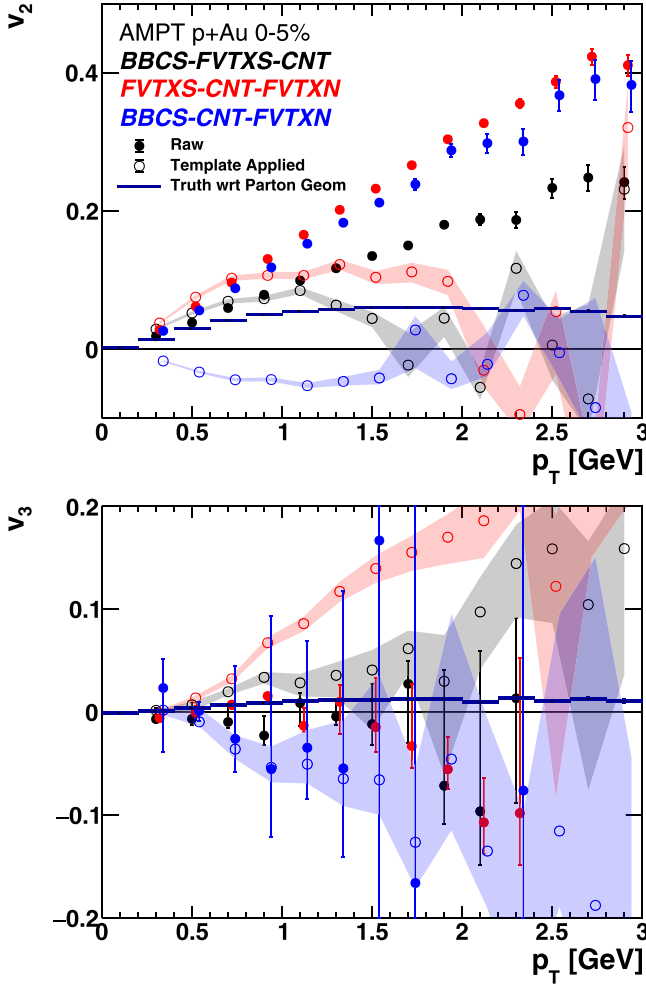 v2
AMPT p+Au 0-5%
BBCS-FVTXS-CNT
FVTXS-CNT-FVTXN
BBCS-CNT-FVTXN
Raw
Template Applied
Truth wrt Parton Geom
0.4
0.2
0
0 0.5 1 1.5 2 2.5 3
pT [GeV]
v3
0.2
0.1
0
−0.1
−0.2
0 0.5 1 1.5 2 2.5 3
pT [GeV]